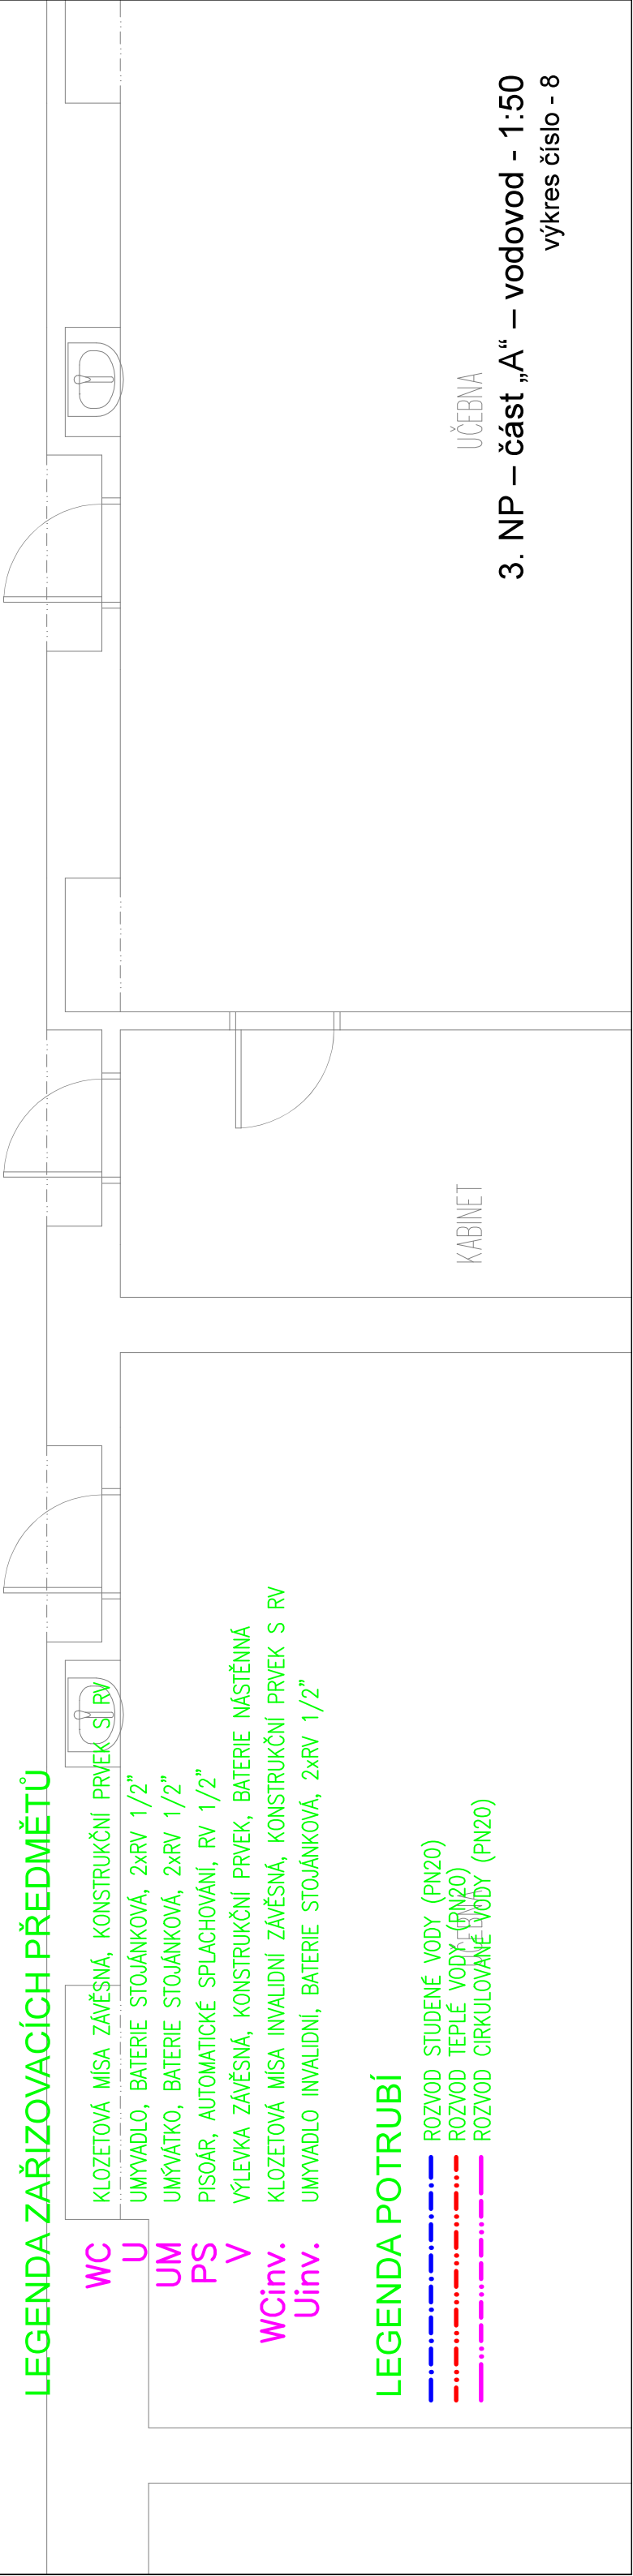 LEGENDA ZAŘIZOVACÍCH PŘEDMĚTŮ
WC KLOZETOVÁ MÍSA ZÁVĚSNÁ, KONSTRUKČNÍ PRVEK S RV
U UMYVADLO, BATERIE STOJÁNKOVÁ, 2xRV 1/2"
UM UMÝVÁTKO, BATERIE STOJÁNKOVÁ, 2xRV 1/2"
PS PISOÁR, AUTOMATICKÉ SPLACHOVÁNÍ, RV 1/2"
V VÝLEVKA ZÁVĚSNÁ, KONSTRUKČNÍ PRVEK, BATERIE NÁSTĚNNÁ
WCinv. KLOZETOVÁ MÍSA INVALIDNÍ ZÁVĚSNÁ, KONSTRUKČNÍ PRVEK S RV
Uinv. UMYVADLO INVALIDNÍ, BATERIE STOJÁNKOVÁ, 2xRV 1/2"
LEGENDA POTRUBÍ
ROZVOD STUDENÉ VODY (PN20)
ROZVOD TEPLÉ VODY (PN20)
ROZVOD CIRKULOVANÉ VODY (PN20)
UČEBNA
KABINET
UČEBNA
3. NP – část „A“ – vodovod - 1:50
výkres číslo - 8